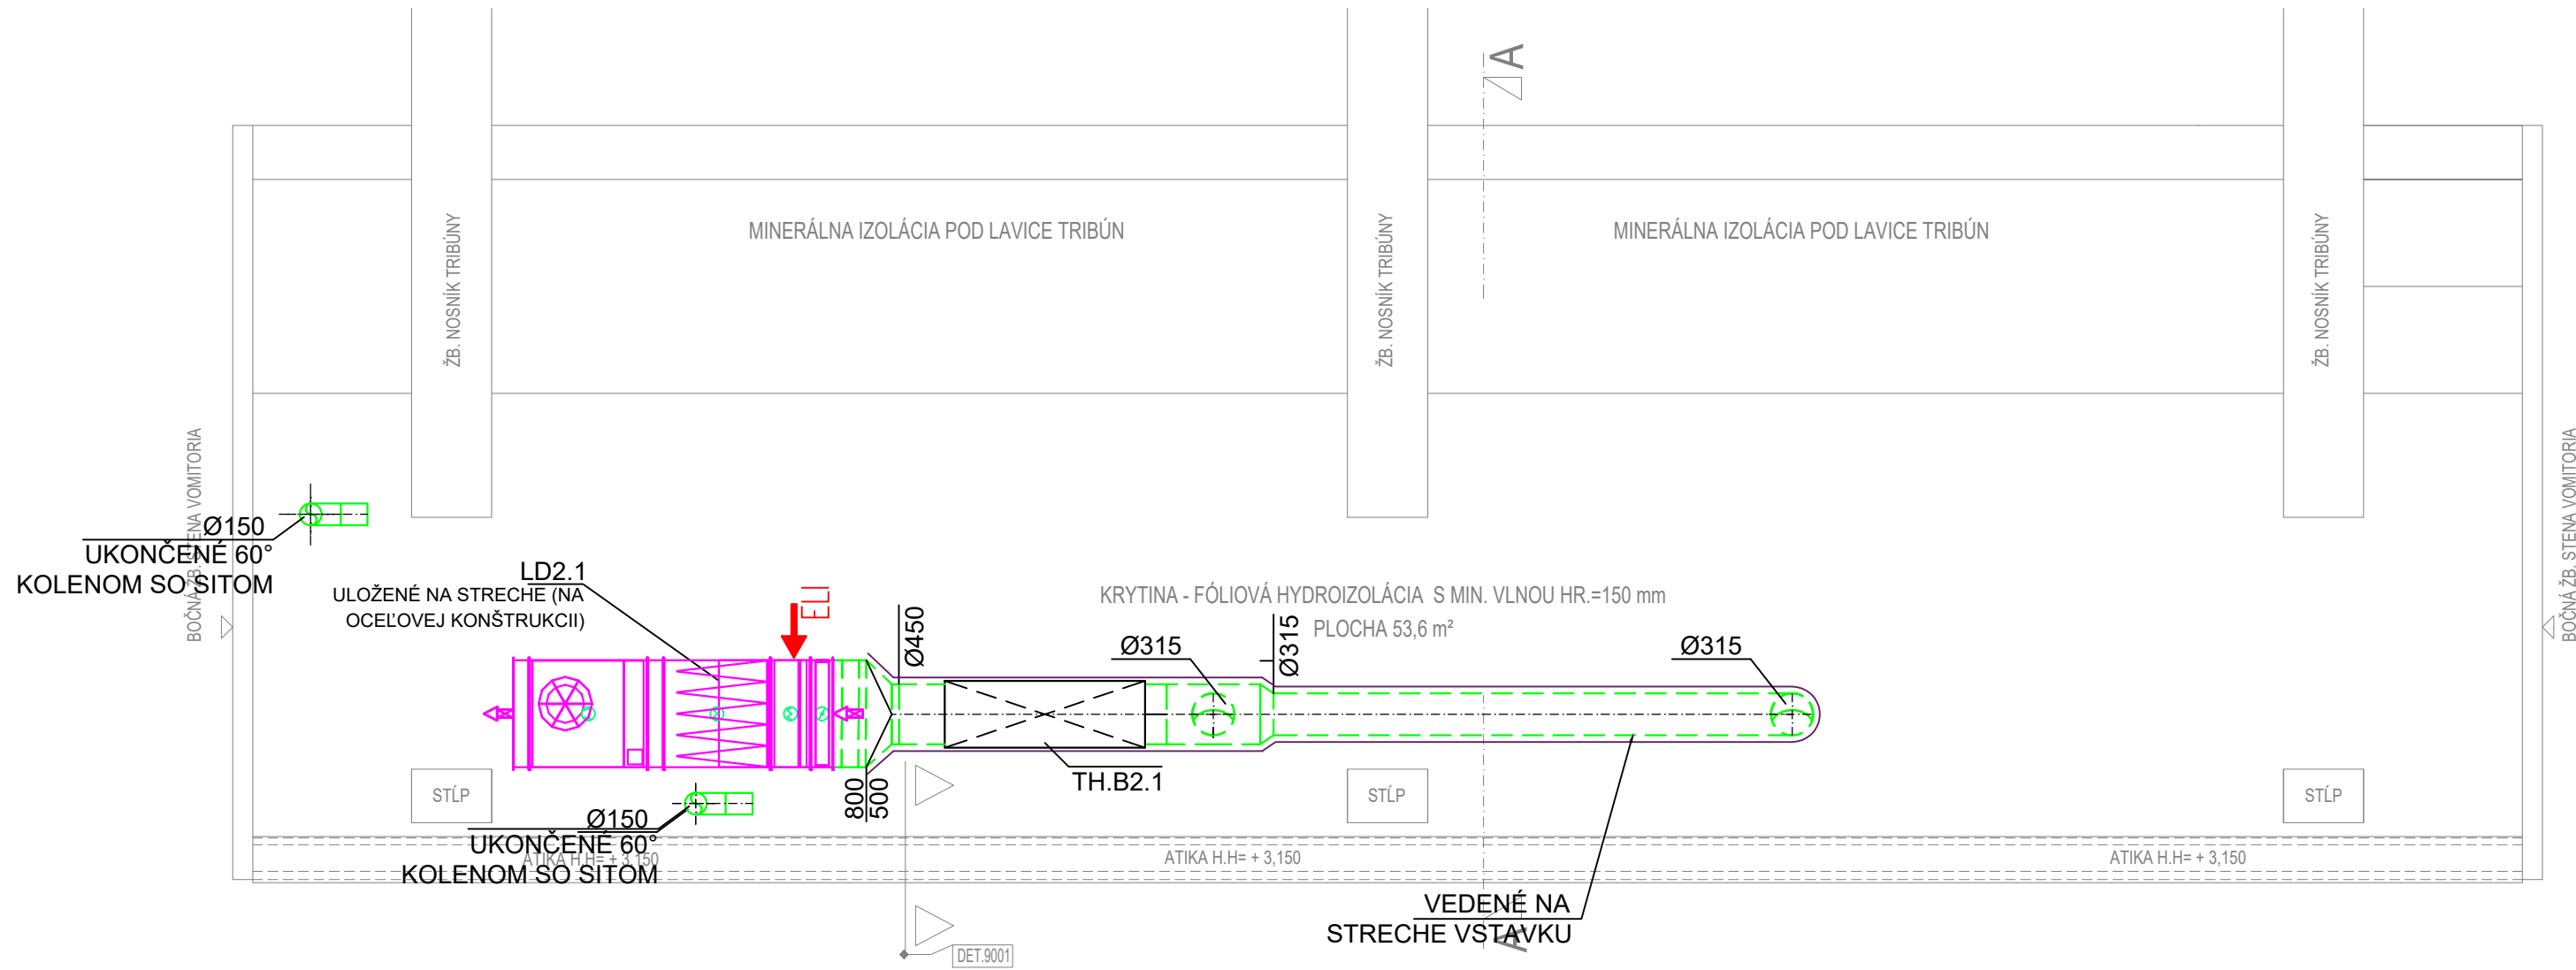 A
MINERÁLNA IZOLÁCIA POD LAVICE TRIBÚN
MINERÁLNA IZOLÁCIA POD LAVICE TRIBÚN
ŽB. NOSNÍK TRIBÚNY
ŽB. NOSNÍK TRIBÚNY
ŽB. NOSNÍK TRIBÚNY
BOČNÁ ŽB. STENA VOMITORIA
BOČNÁ ŽB. STENA VOMITORIA
Ø150
UKONČENÉ 60°
KOLENOM SO SITOM
LD2.1
ULOŽENÉ NA STRECHE (NA
OCEĽOVEJ KONŠTRUKCII)
ELI
Ø450
KRYTINA - FÓLIOVÁ HYDROIZOLÁCIA S MIN. VLNOU HR.=150 mm
PLOCHA 53,6 m²
Ø315
Ø315
Ø315
TH.B2.1
800
500
STĹP
STĹP
STĹP
Ø150
UKONČENÉ 60°
KOLENOM SO SITOM
ATIKA H.H= + 3,150
ATIKA H.H= + 3,150
ATIKA H.H= + 3,150
VEDENÉ NA
STRECHE VSTAVKU
A
DET.9001